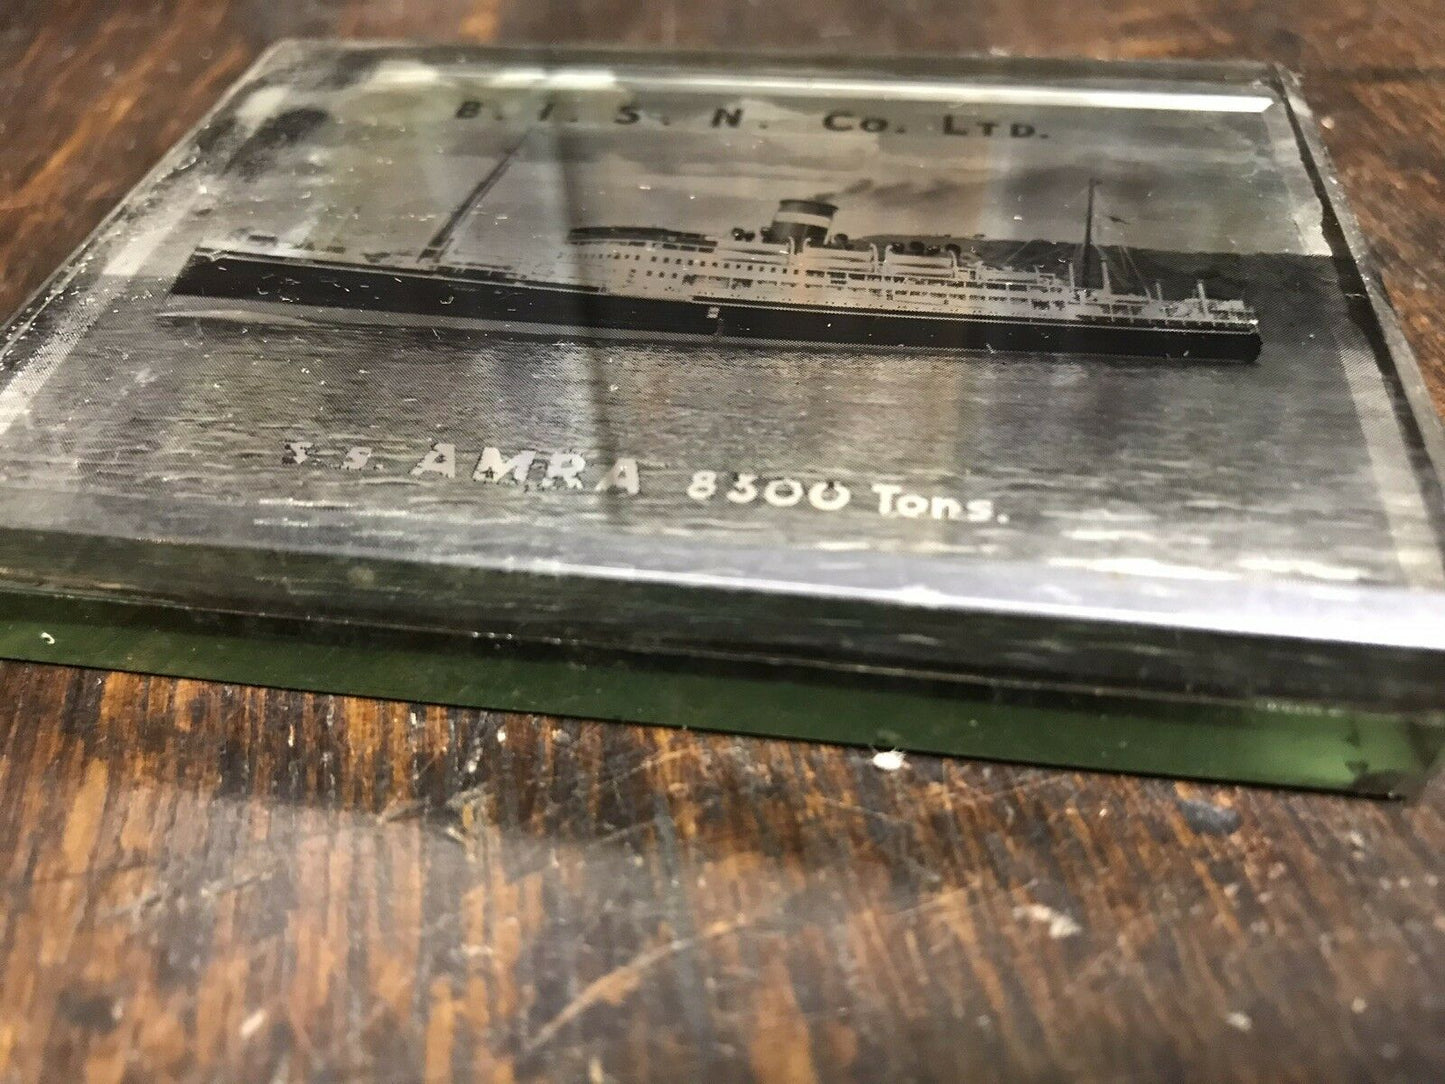 B. I. S. N. Co. LTD.
S.S. AMRA 8300 Tons.